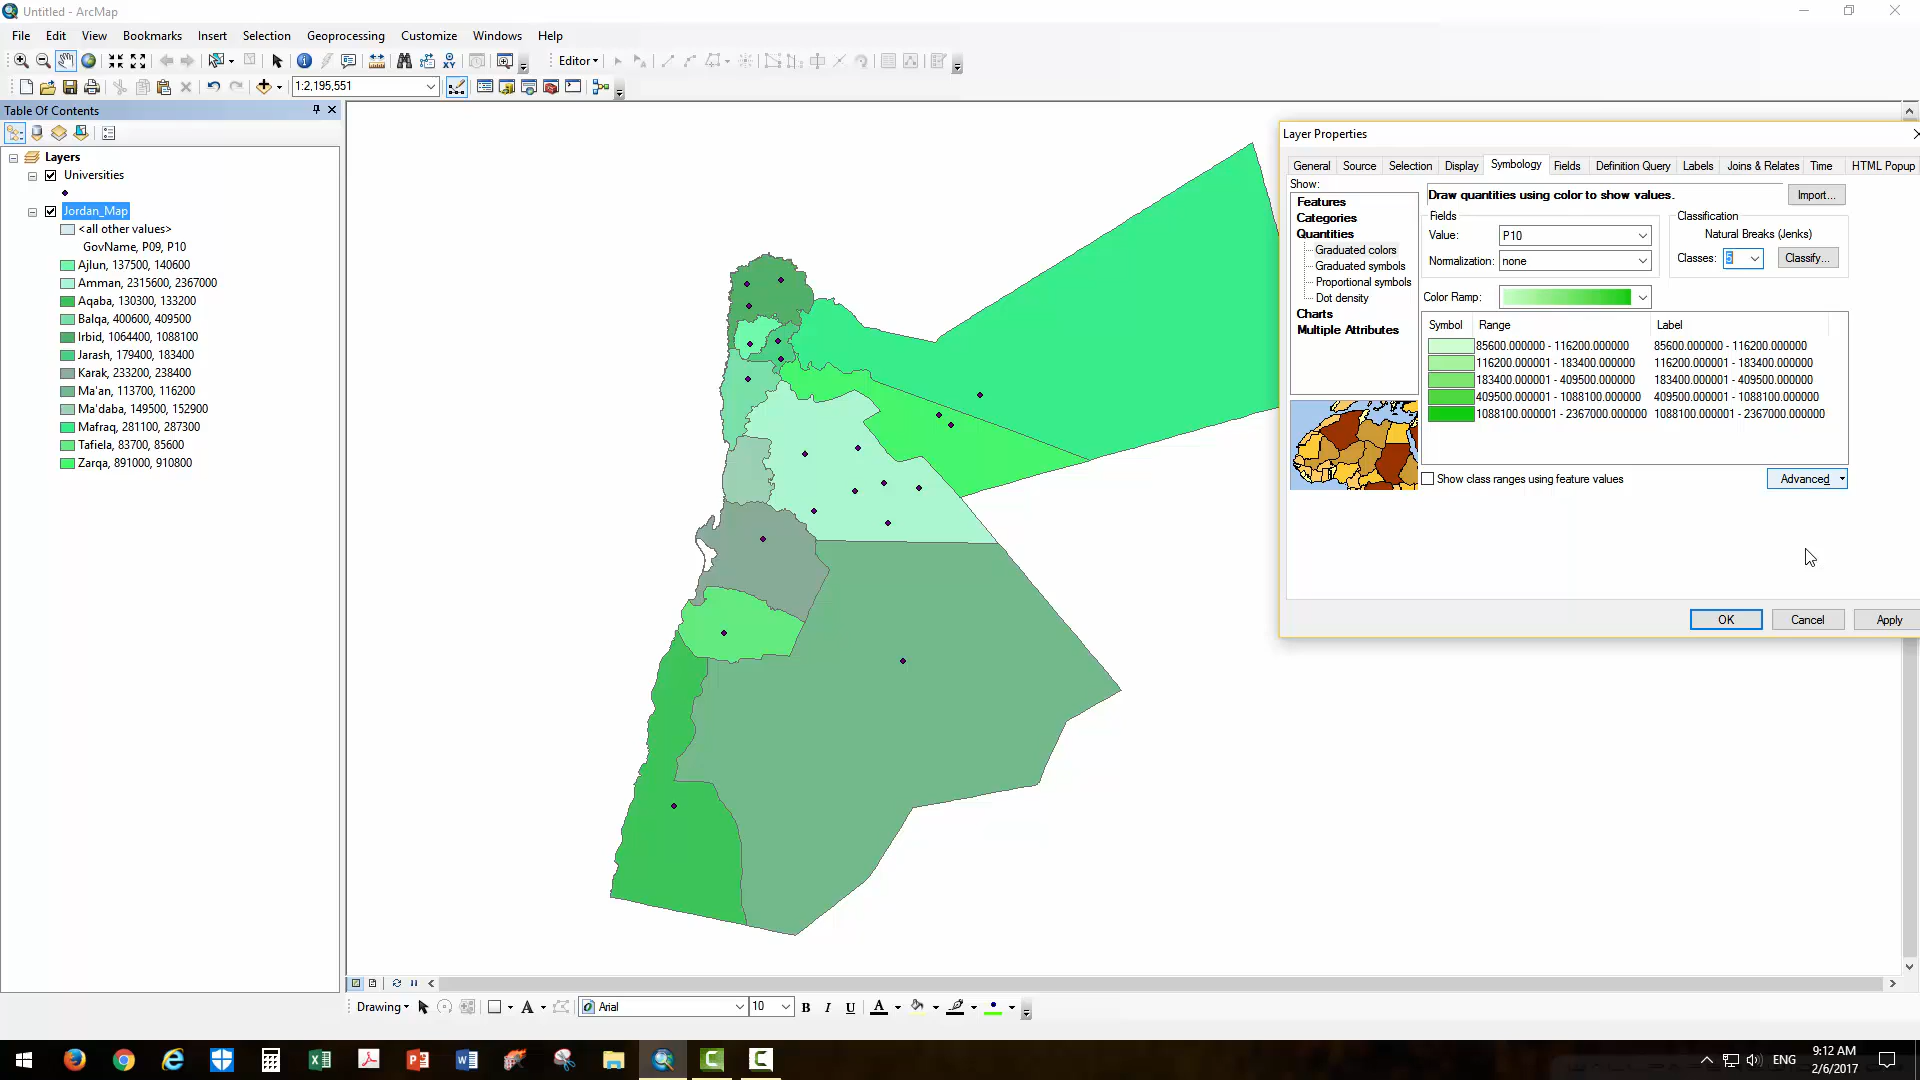 Untitled - ArcMap
File Edit View Bookmarks Insert Selection Geoprocessing Customize Windows Help
Editor
1:2,195,551
Table Of Contents
Layers
Universities
Jordan_Map
<all other values>
GovName, P09, P10
Ajlun, 137500, 140600
Amman, 2315600, 2367000
Aqaba, 130300, 133200
Balqa, 400600, 409500
Irbid, 1064400, 1088100
Jarash, 179400, 183400
Karak, 233200, 238400
Ma'an, 113700, 116200
Ma'daba, 149500, 152900
Mafraq, 281100, 287300
Tafiela, 83700, 85600
Zarqa, 891000, 910800
Layer Properties
General Source Selection Display Symbology Fields Definition Query Labels Joins & Relates Time HTML Popup
Show:
Features
Categories
Quantities
Graduated colors
Graduated symbols
Proportional symbols
Dot density
Charts
Multiple Attributes
Draw quantities using color to show values.
Import...
Fields
Value: P10
Normalization: none
Classification
Natural Breaks (Jenks)
Classes: 5 Classify...
Color Ramp:
Symbol Range Label
85600.000000 - 116200.000000 85600.000000 - 116200.000000
116200.000001 - 183400.000000 116200.000001 - 183400.000000
183400.000001 - 409500.000000 183400.000001 - 409500.000000
409500.000001 - 1088100.000000 409500.000001 - 1088100.000000
1088100.000001 - 2367000.000000 1088100.000001 - 2367000.000000
Show class ranges using feature values
Advanced
OK Cancel Apply
Drawing A Arial 10 B I U A
ENG
9:12 AM
2/6/2017